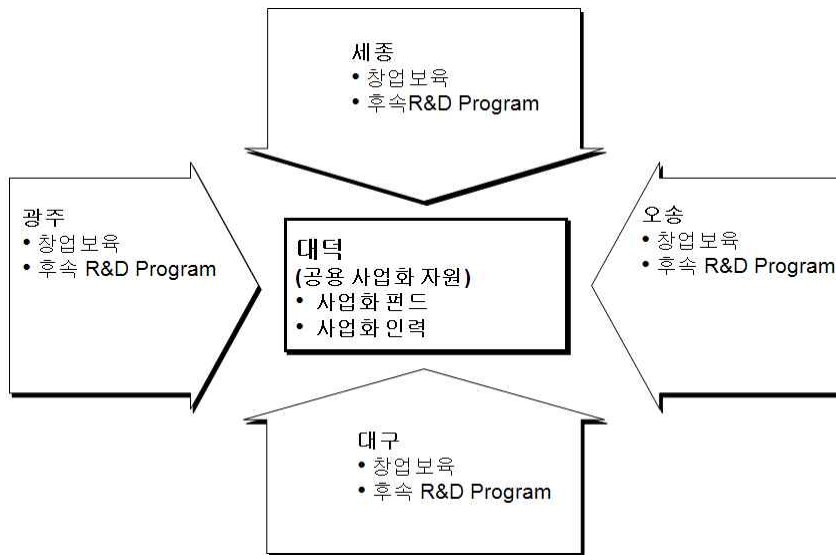 세종
• 창업보육
• 후속R&D Program
광주
• 창업보육
• 후속 R&D Program
대덕
(공용 사업화 자원)
• 사업화 펀드
• 사업화 인력
오송
• 창업보육
• 후속 R&D Program
대구
• 창업보육
• 후속 R&D Program